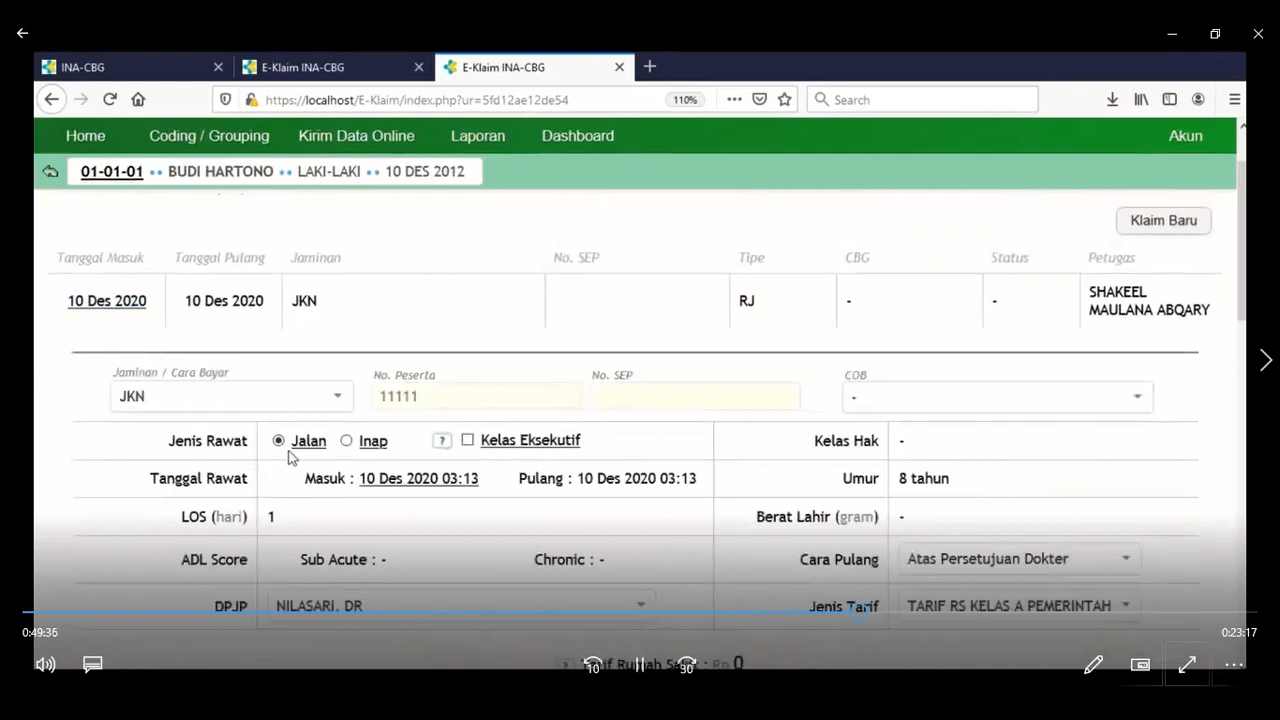 INA-CBG
E-Klaim INA-CBG
E-Klaim INA-CBG
https://localhost/E-Klaim/index.php?ur=5fd12ae12de54
110%
Search
Home
Coding / Grouping
Kirim Data Online
Laporan
Dashboard
Akun
01-01-01 •• BUDI HARTONO •• LAKI-LAKI •• 10 DES 2012
Klaim Baru
Tanggal Masuk
Tanggal Pulang
Jaminan
No. SEP
Tipe
CBG
Status
Petugas
10 Des 2020
10 Des 2020
JKN
RJ
-
-
SHAKEEL
MAULANA ABQARY
Jaminan / Cara Bayar
No. Peserta
No. SEP
COB
JKN
11111
-
Jenis Rawat
Jalan
Inap
?
Kelas Eksekutif
Kelas Hak
-
Tanggal Rawat
Masuk : 10 Des 2020 03:13
Pulang : 10 Des 2020 03:13
Umur
8 tahun
LOS (hari)
1
Berat Lahir (gram)
-
ADL Score
Sub Acute : -
Chronic : -
Cara Pulang
Atas Persetujuan Dokter
DPJP
NILASARI, DR
Jenis Tarif
TARIF RS KELAS A PEMERINTAH
0:49:36
0:23:17
Tarif Rumah Sakit : Rp 0
10
30